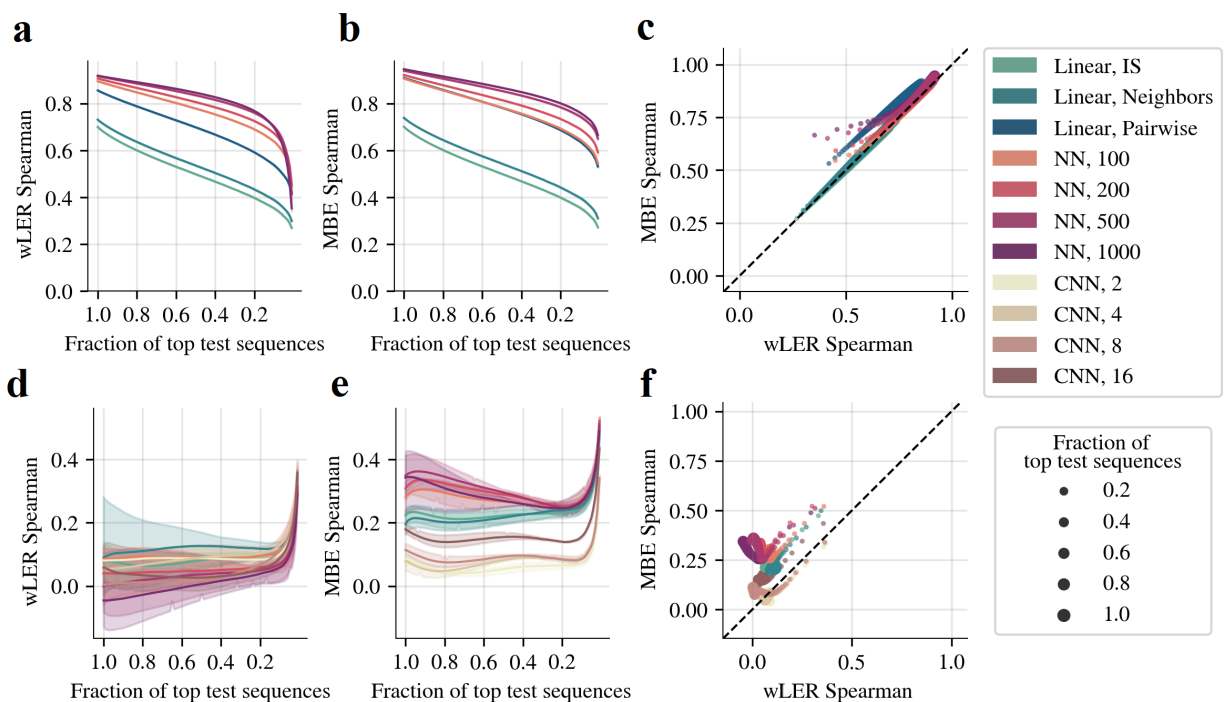 a
wLER Spearman
0.8
0.6
0.4
0.2
0.0
1.0 0.8 0.6 0.4 0.2
Fraction of top test sequences
b
MBE Spearman
0.8
0.6
0.4
0.2
0.0
1.0 0.8 0.6 0.4 0.2
Fraction of top test sequences
c
MBE Spearman
1.00
0.75
0.50
0.25
0.00
0.0 0.5 1.0
wLER Spearman
Linear, IS
Linear, Neighbors
Linear, Pairwise
NN, 100
NN, 200
NN, 500
NN, 1000
CNN, 2
CNN, 4
CNN, 8
CNN, 16
d
wLER Spearman
0.4
0.2
0.0
1.0 0.8 0.6 0.4 0.2
Fraction of top test sequences
e
MBE Spearman
0.4
0.2
0.0
1.0 0.8 0.6 0.4 0.2
Fraction of top test sequences
f
MBE Spearman
1.00
0.75
0.50
0.25
0.00
0.0 0.5 1.0
wLER Spearman
Fraction of
top test sequences
0.2
0.4
0.6
0.8
1.0